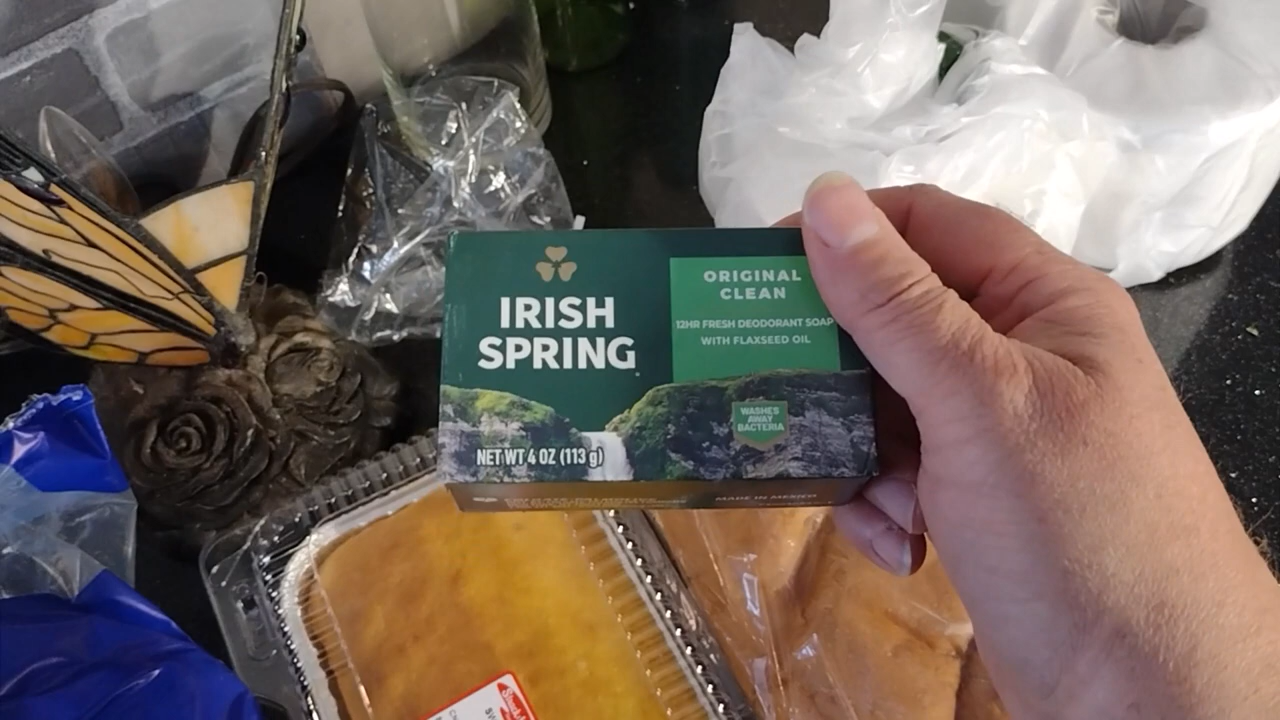 IRISH
SPRING
ORIGINAL
CLEAN
12HR FRESH DEODORANT SOAP
WITH FLAXSEED OIL
WASHES
AWAY
BACTERIA
NET WT 4 OZ (113 g)
MADE IN MEXICO